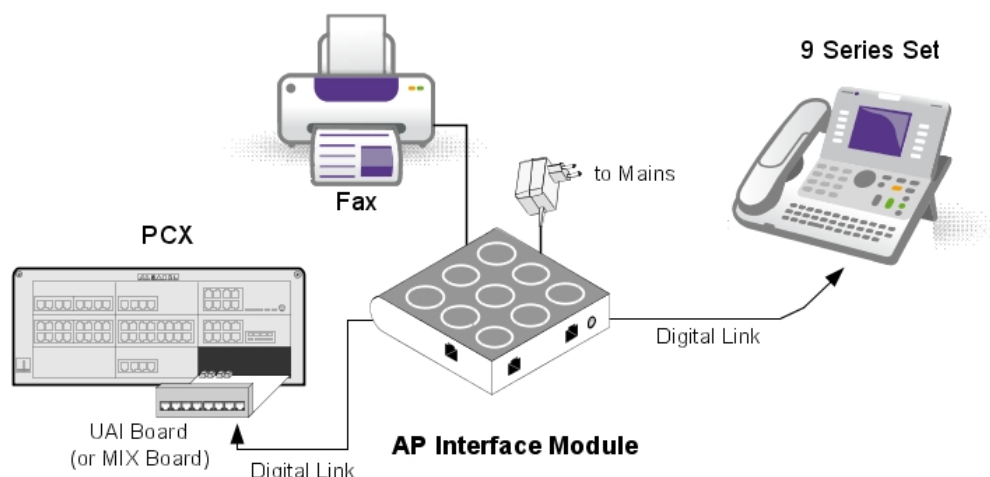 9 Series Set
to Mains
Fax
PCX
ALCATEL
Digital Link
UAI Board
(or MIX Board)
AP Interface Module
Digital Link